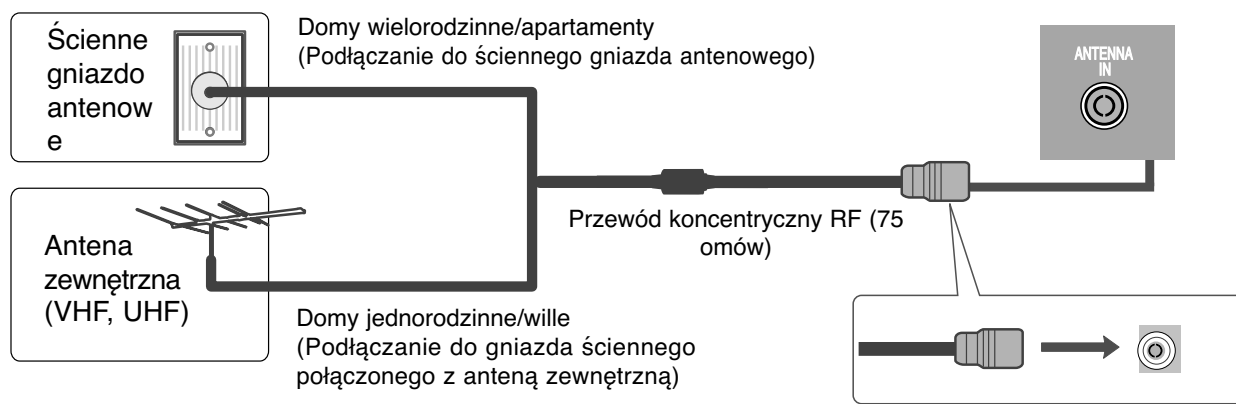 Ścienne
gniazdo
antenow
e
Domy wielorodzinne/apartamenty
(Podłączanie do ściennego gniazda antenowego)
ANTENNA
IN
Przewód koncentryczny RF (75
omów)
Antena
zewnętrzna
(VHF, UHF)
Domy jednorodzinne/wille
(Podłączanie do gniazda ściennego
połączonego z anteną zewnętrzną)